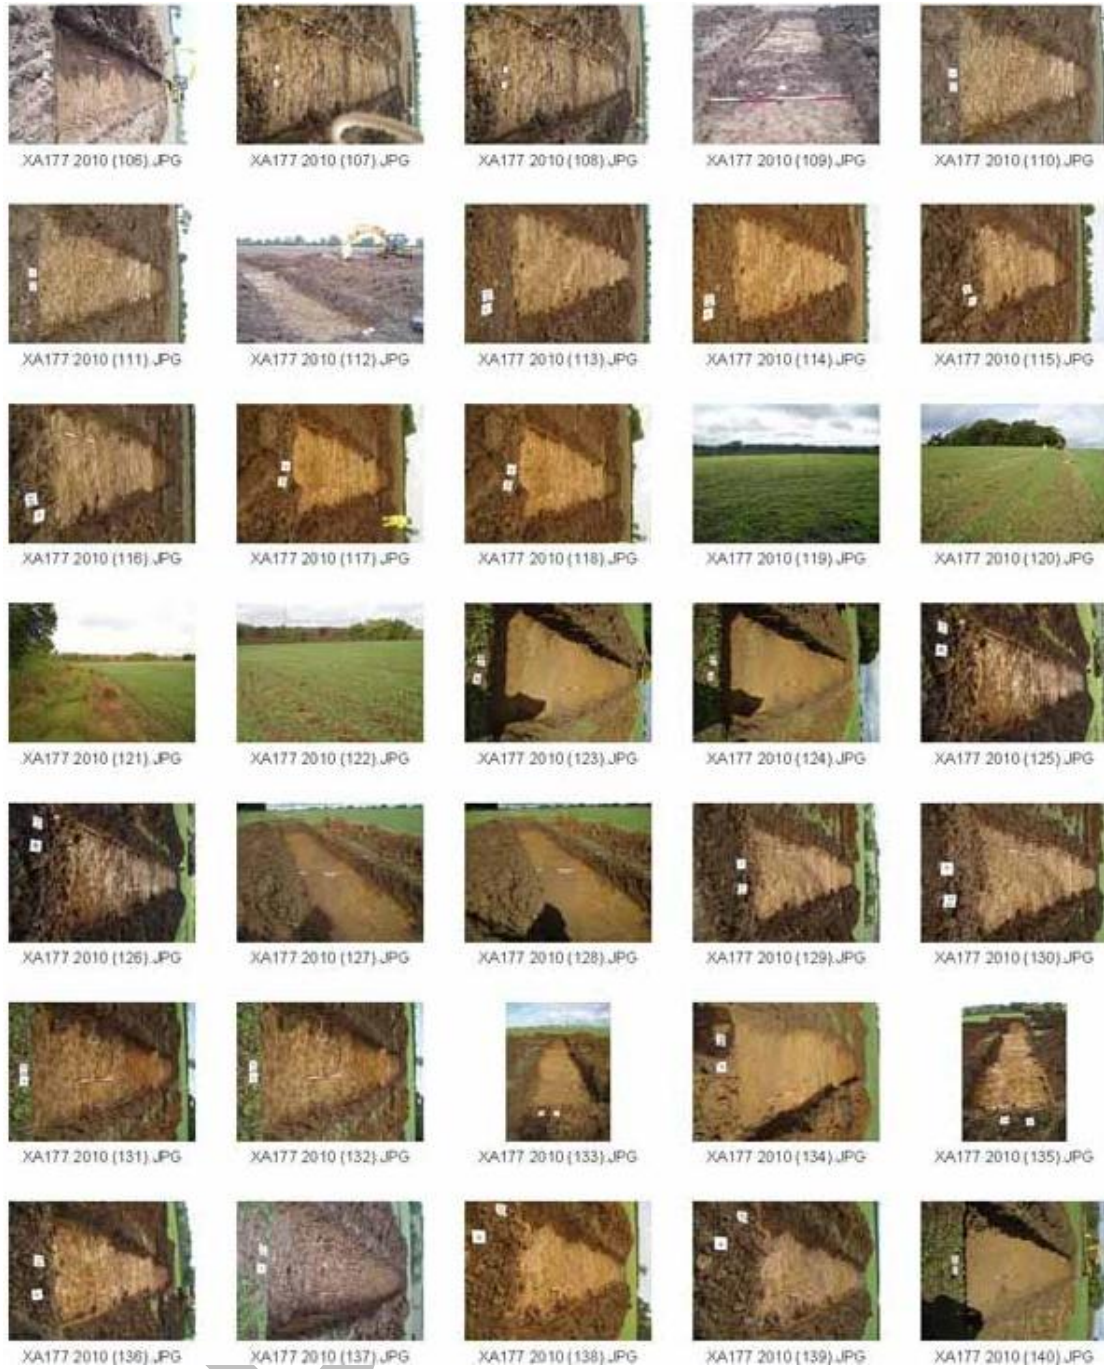 XA177 2010 (106).JPG XA177 2010 (107).JPG XA177 2010 (108).JPG XA177 2010 (109).JPG XA177 2010 (110).JPG
XA177 2010 (111).JPG XA177 2010 (112).JPG XA177 2010 (113).JPG XA177 2010 (114).JPG XA177 2010 (115).JPG
XA177 2010 (116).JPG XA177 2010 (117).JPG XA177 2010 (118).JPG XA177 2010 (119).JPG XA177 2010 (120).JPG
XA177 2010 (121).JPG XA177 2010 (122).JPG XA177 2010 (123).JPG XA177 2010 (124).JPG XA177 2010 (125).JPG
XA177 2010 (126).JPG XA177 2010 (127).JPG XA177 2010 (128).JPG XA177 2010 (129).JPG XA177 2010 (130).JPG
XA177 2010 (131).JPG XA177 2010 (132).JPG XA177 2010 (133).JPG XA177 2010 (134).JPG XA177 2010 (135).JPG
XA177 2010 (136).JPG XA177 2010 (137).JPG XA177 2010 (138).JPG XA177 2010 (139).JPG XA177 2010 (140).JPG